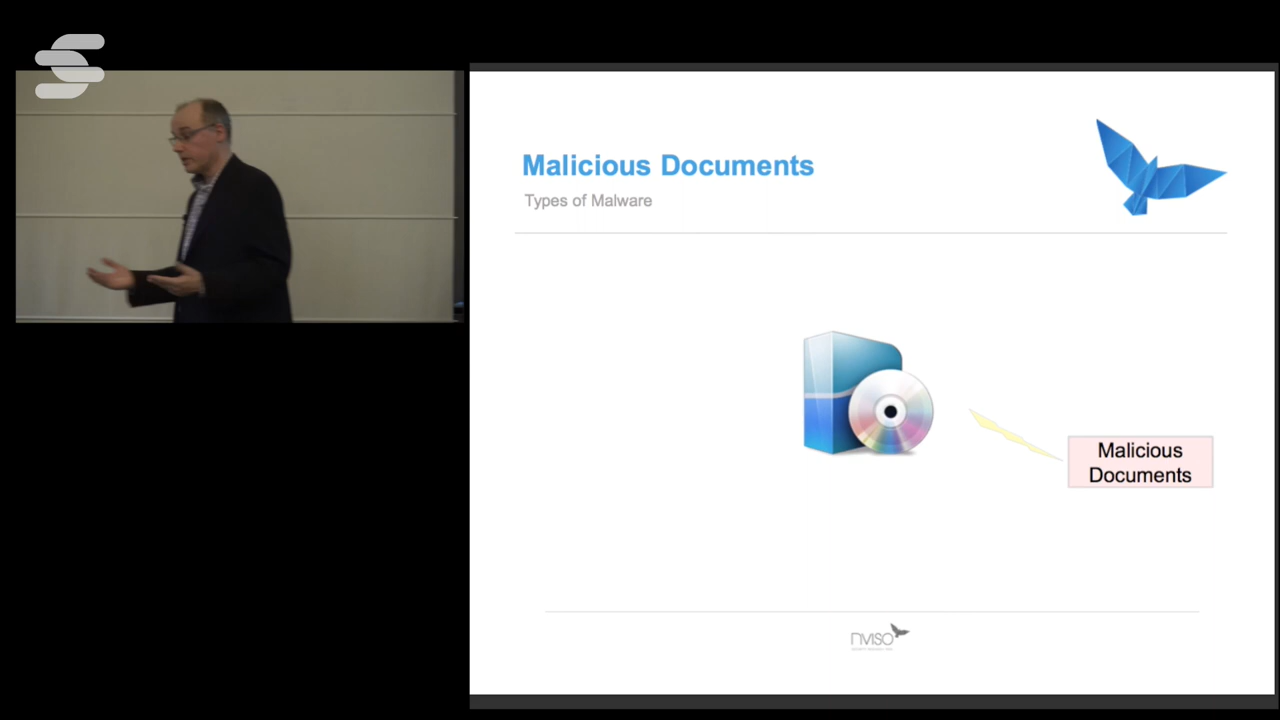 Malicious Documents
Types of Malware
Malicious
Documents
NVISO